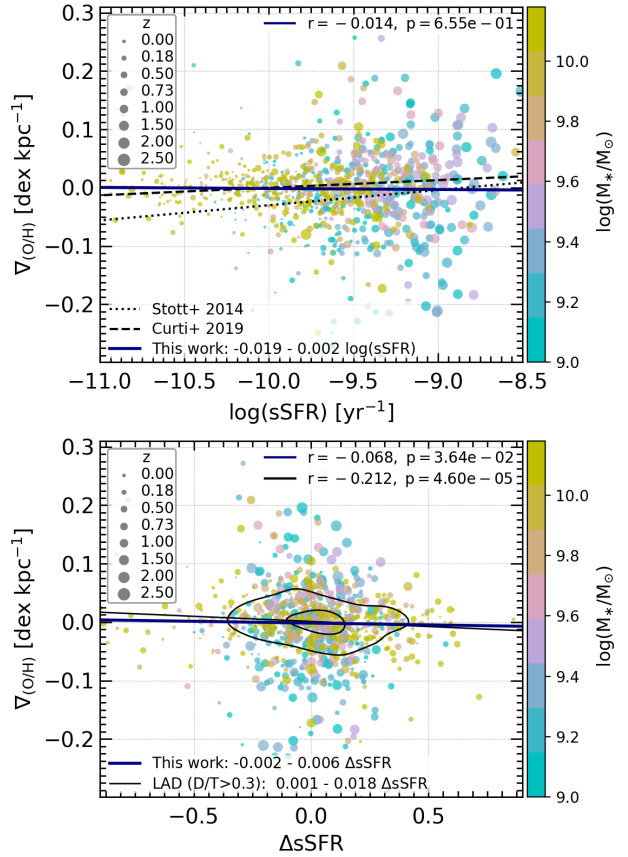 z
0.00
0.18
0.50
0.73
1.00
1.50
2.00
2.50
r = −0.014, p = 6.55e − 01
0.3
0.2
0.1
0.0
−0.1
−0.2
∇(O/H) [dex kpc⁻¹]
Stott+ 2014
Curti+ 2019
This work: -0.019 - 0.002 log(sSFR)
−11.0 −10.5 −10.0 −9.5 −9.0 −8.5
log(sSFR) [yr⁻¹]
10.0
9.8
9.6
9.4
9.2
9.0
log(M*/M⊙)
z
0.00
0.18
0.50
0.73
1.00
1.50
2.00
2.50
r = −0.068, p = 3.64e − 02
r = −0.212, p = 4.60e − 05
0.3
0.2
0.1
0.0
−0.1
−0.2
∇(O/H) [dex kpc⁻¹]
This work: -0.002 - 0.006 ΔsSFR
LAD (D/T>0.3): 0.001 - 0.018 ΔsSFR
−0.5 0.0 0.5
ΔsSFR
10.0
9.8
9.6
9.4
9.2
9.0
log(M*/M⊙)